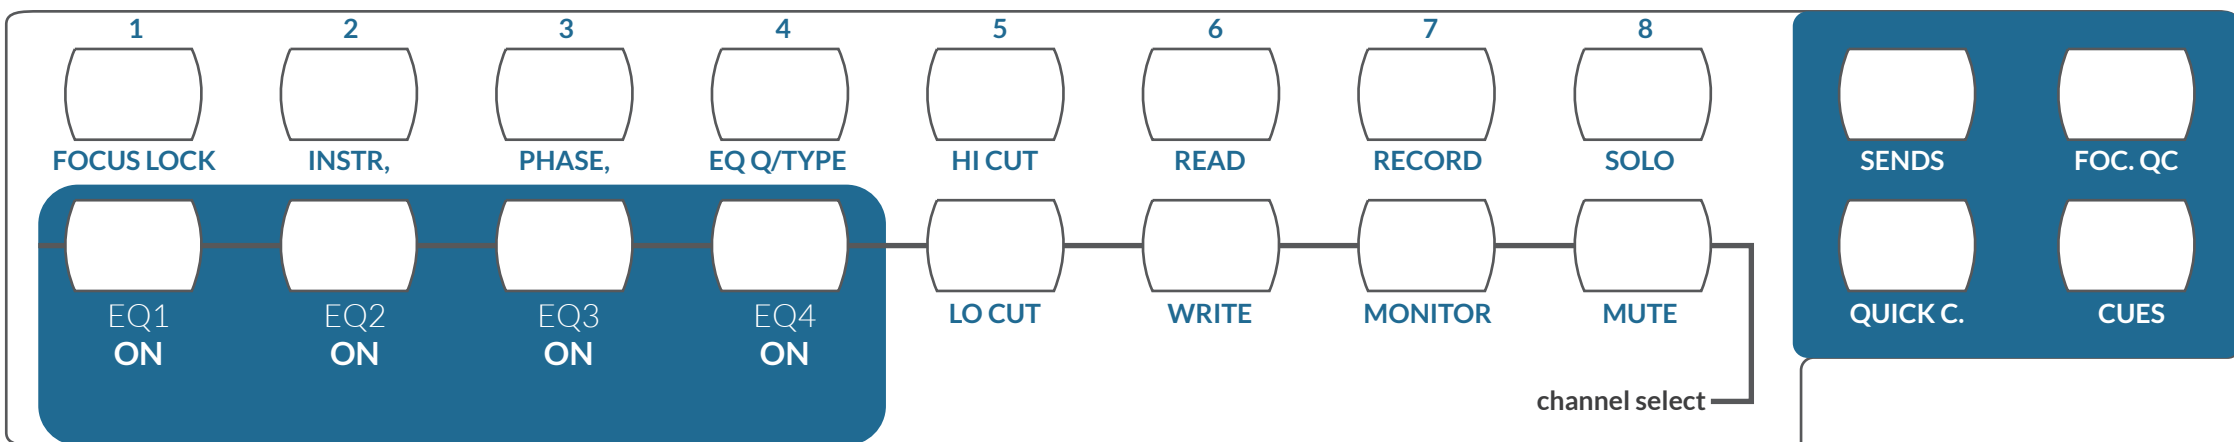 1 2 3 4 5 6 7 8
FOCUS LOCK INSTR, PHASE, EQ Q/TYPE HI CUT READ RECORD SOLO SENDS FOC. QC
EQ1 EQ2 EQ3 EQ4 LO CUT WRITE MONITOR MUTE QUICK C. CUES
ON ON ON ON
channel select